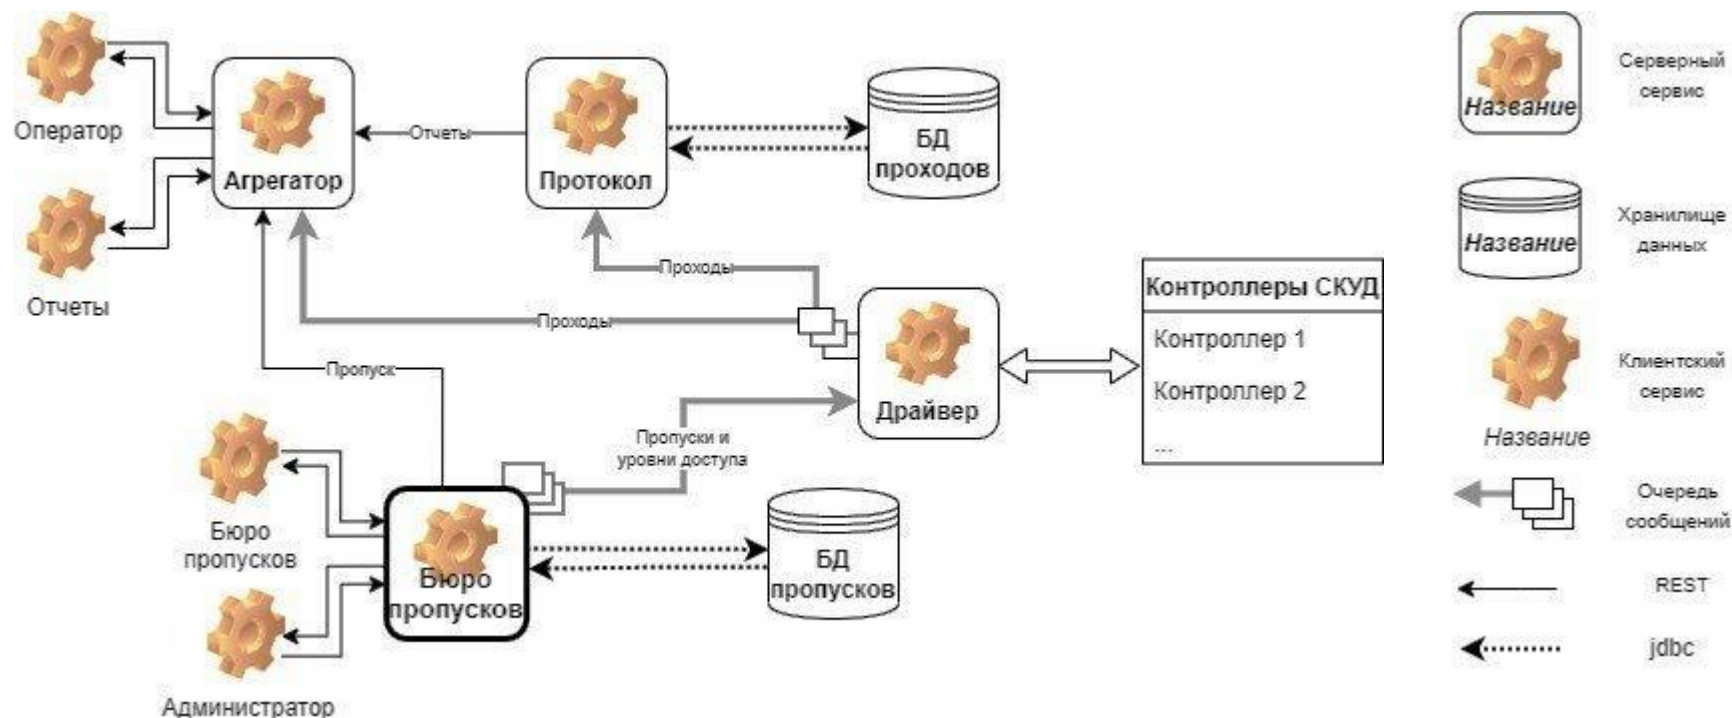 Оператор
Отчеты
Агрегатор
Отчеты
Протокол
БД
проходов
Проходы
Проходы
Пропуск
Драйвер
Контроллеры СКУД
Контроллер 1
Контроллер 2
...
Пропуски и
уровни доступа
Бюро
пропусков
Администратор
Бюро
пропусков
БД
пропусков
Название
Серверный
сервис
Название
Хранилище
данных
Название
Клиентский
сервис
Очередь
сообщений
REST
jdbc